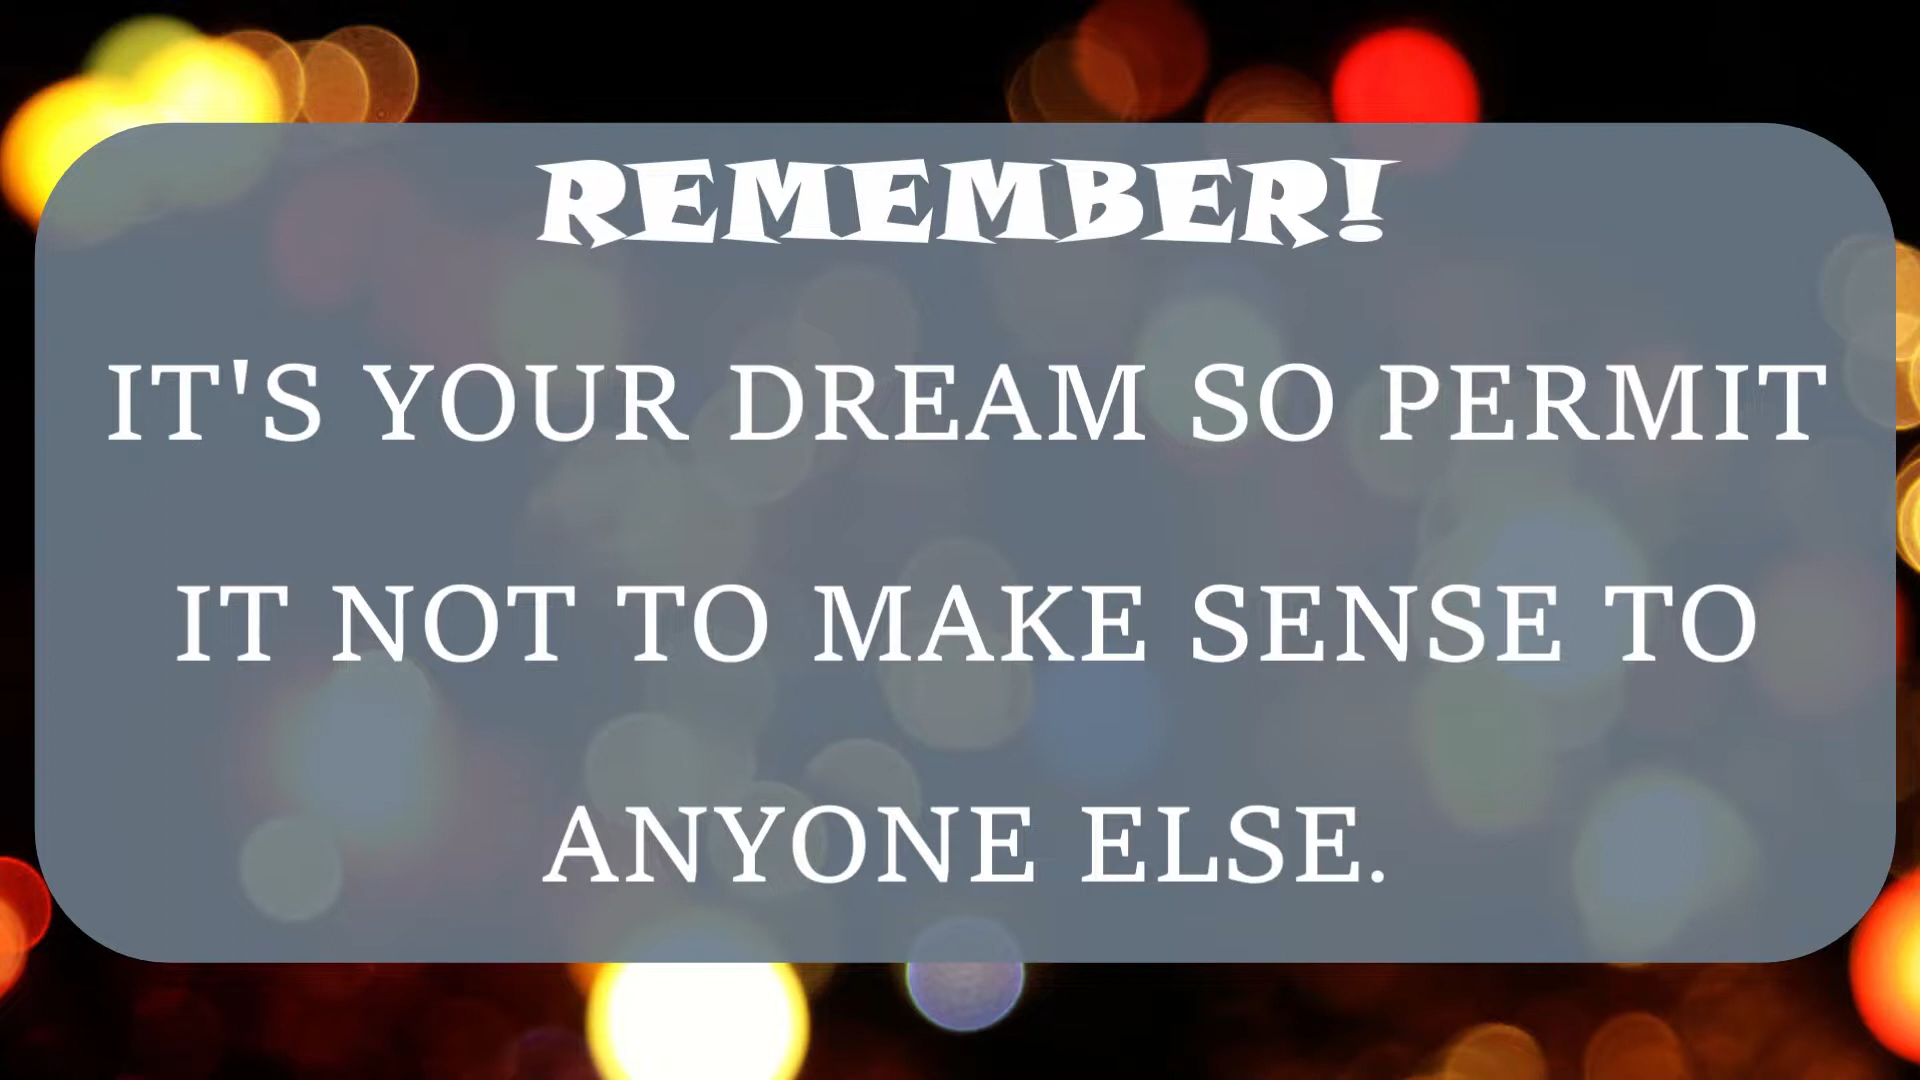 REMEMBER!
IT'S YOUR DREAM SO PERMIT
IT NOT TO MAKE SENSE TO
ANYONE ELSE.